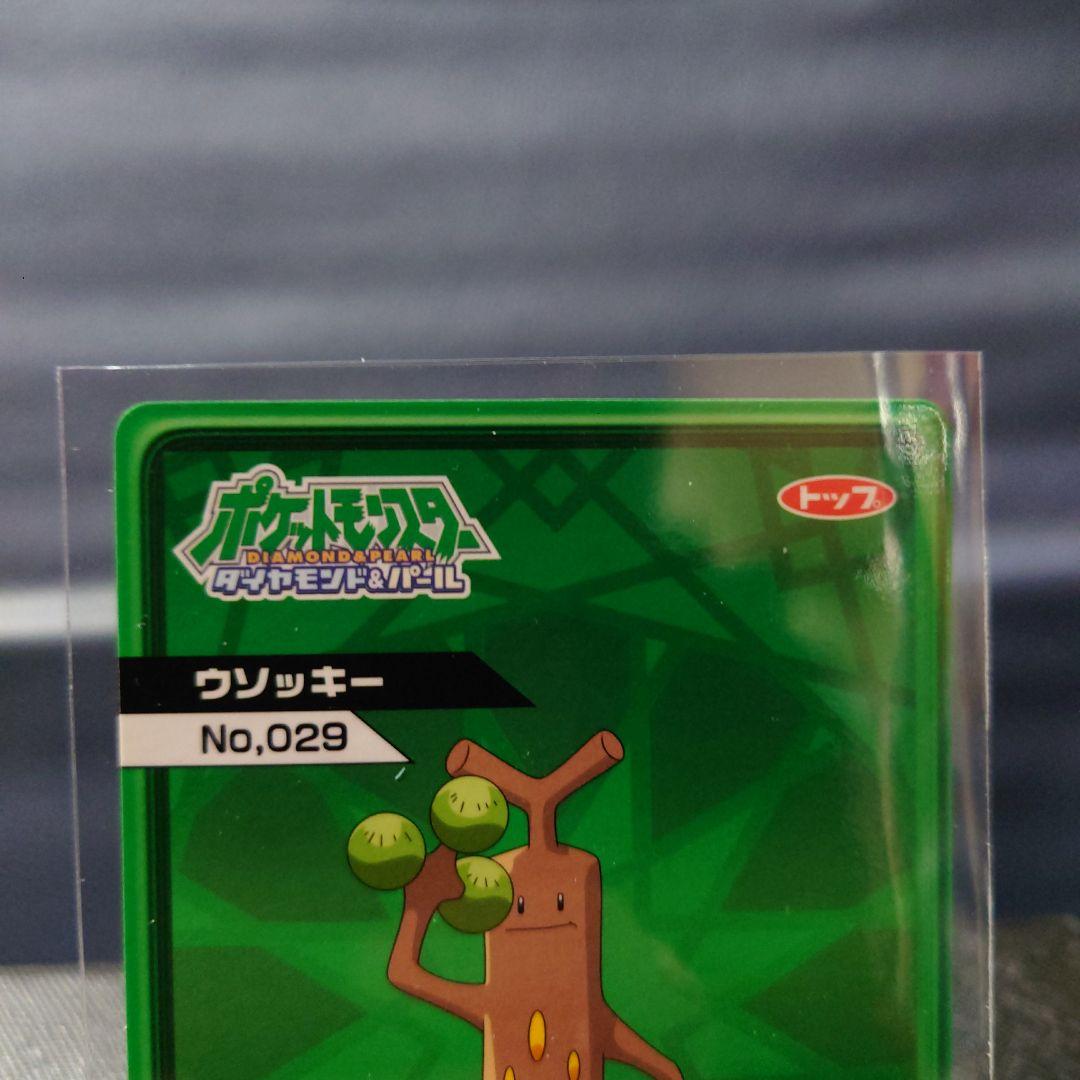 ポケットモンスター
DIAMOND&PEARL
ダイヤモンド&パール
トップ
ウソッキー
No,029